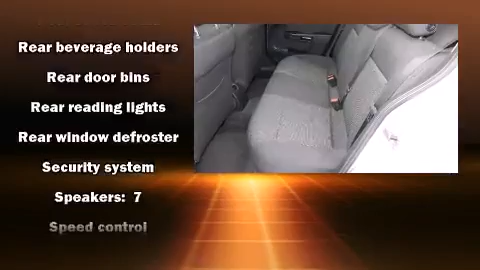 Rear beverage holders
Rear door bins
Rear reading lights
Rear window defroster
Security system
Speakers: 7
Speed control